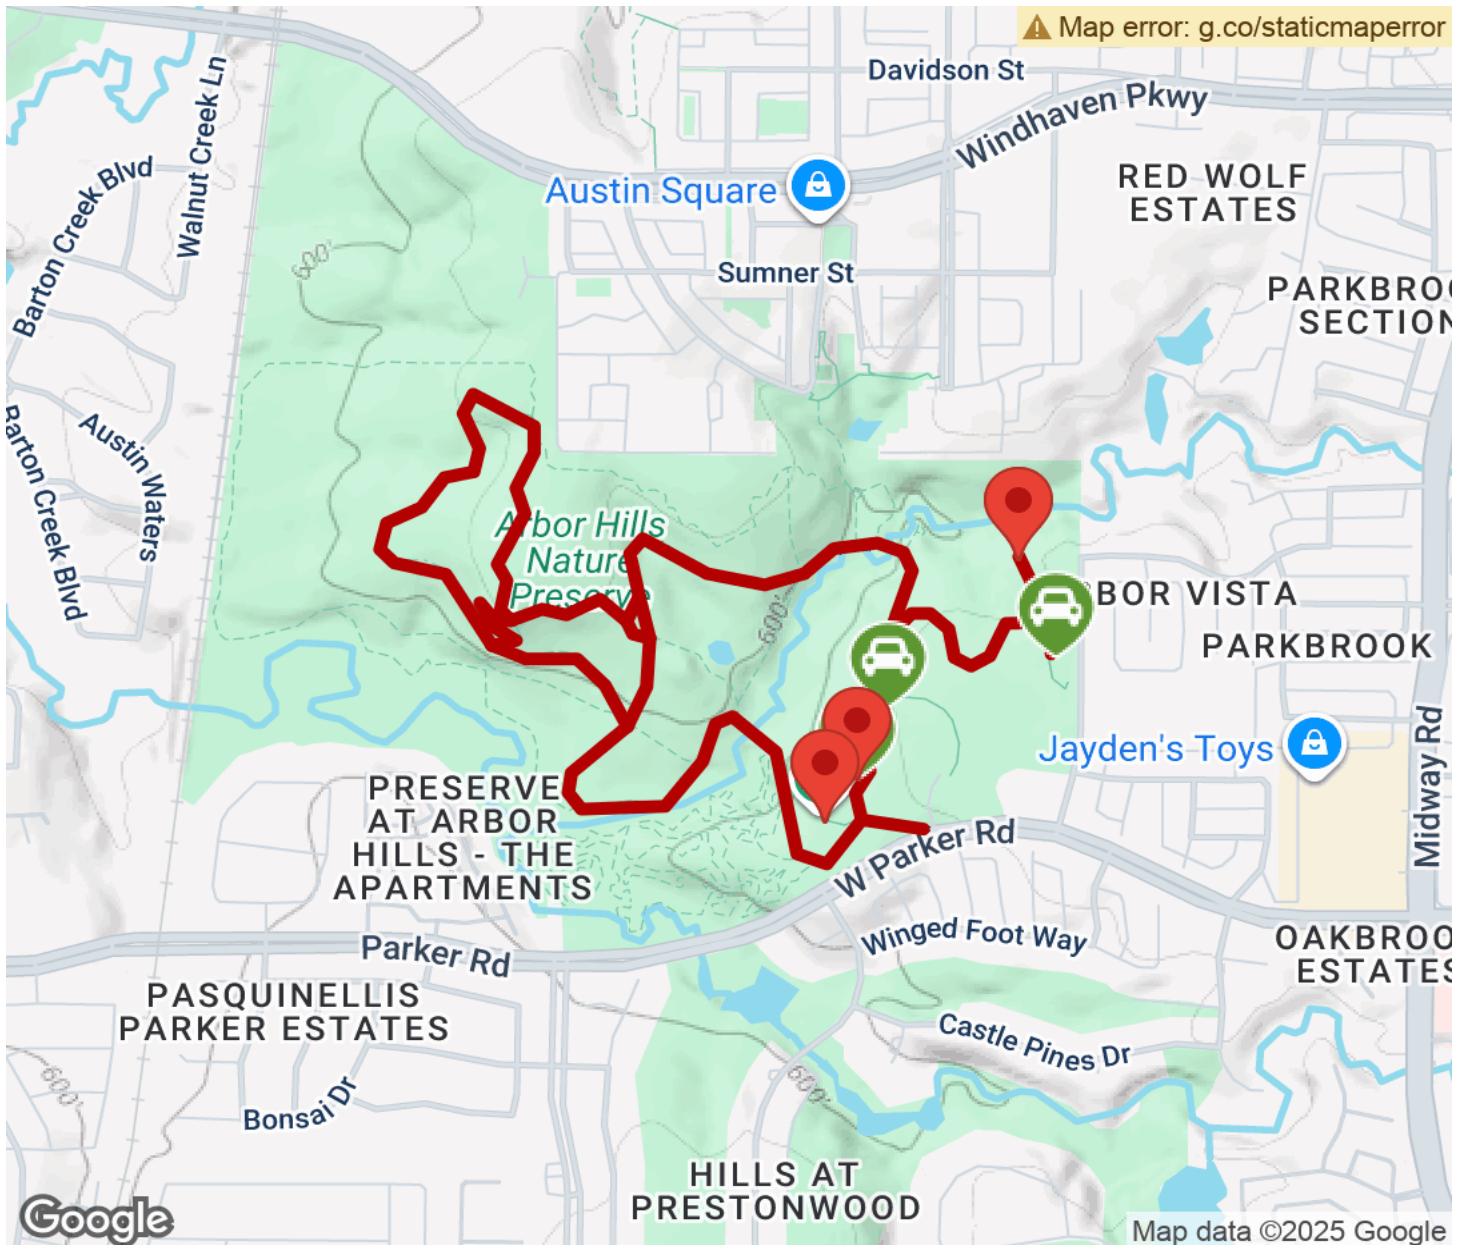 Map error: g.co/staticmaperror
Davidson St
Windhaven Pkwy
Walnut Creek Ln
Barton Creek Blvd
Austin Square
RED WOLF
ESTATES
600'
Sumner St
PARKBROO
SECTION
Austin Waters
Barton Creek Blvd
Arbor Hills
Nature
Preserve
600'
BOR VISTA
PARKBROOK
Jayden's Toys
Midway Rd
PRESERVE
AT ARBOR
HILLS - THE
APARTMENTS
W Parker Rd
Winged Foot Way
Parker Rd
OAKBROO
ESTATES
PASQUINELLIS
PARKER ESTATES
Castle Pines Dr
600'
600'
Bonsai Dr
HILLS AT
PRESTONWOOD
Google
Map data ©2025 Google